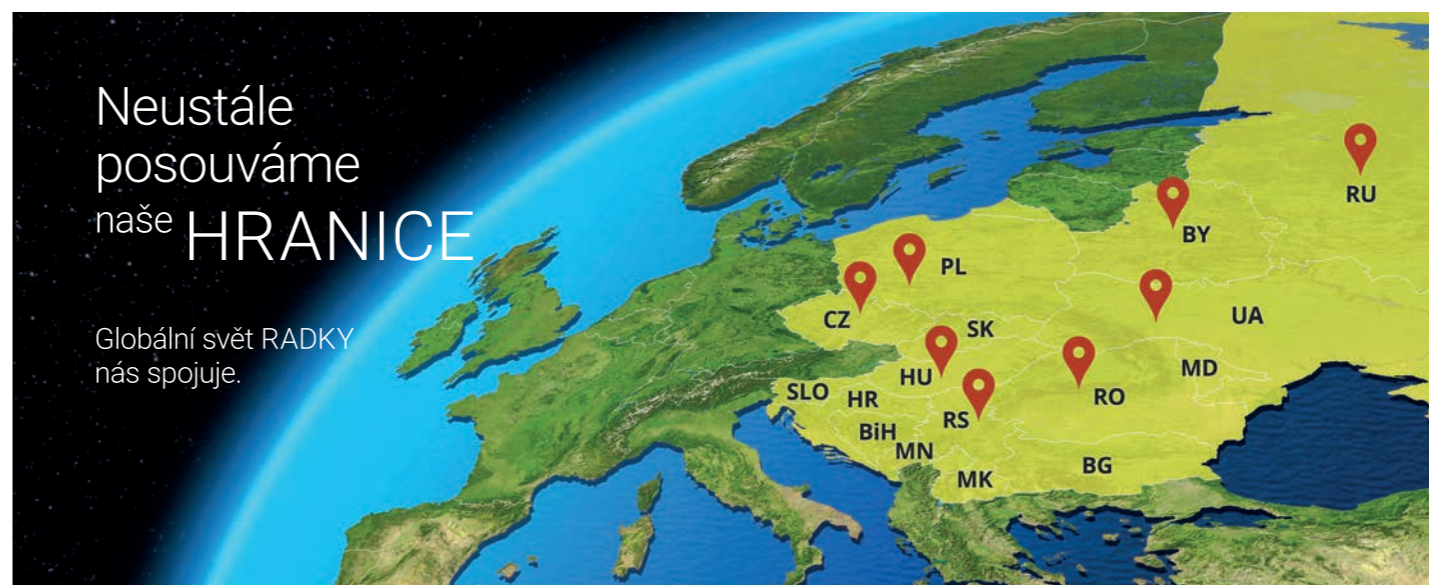 Neustále
posouváme
naše HRANICE
Globální svět RADKY
nás spojuje.
RU
BY
PL
CZ
SK
UA
HU
MD
SLO
HR
RS
RO
BiH
MN
MK
BG